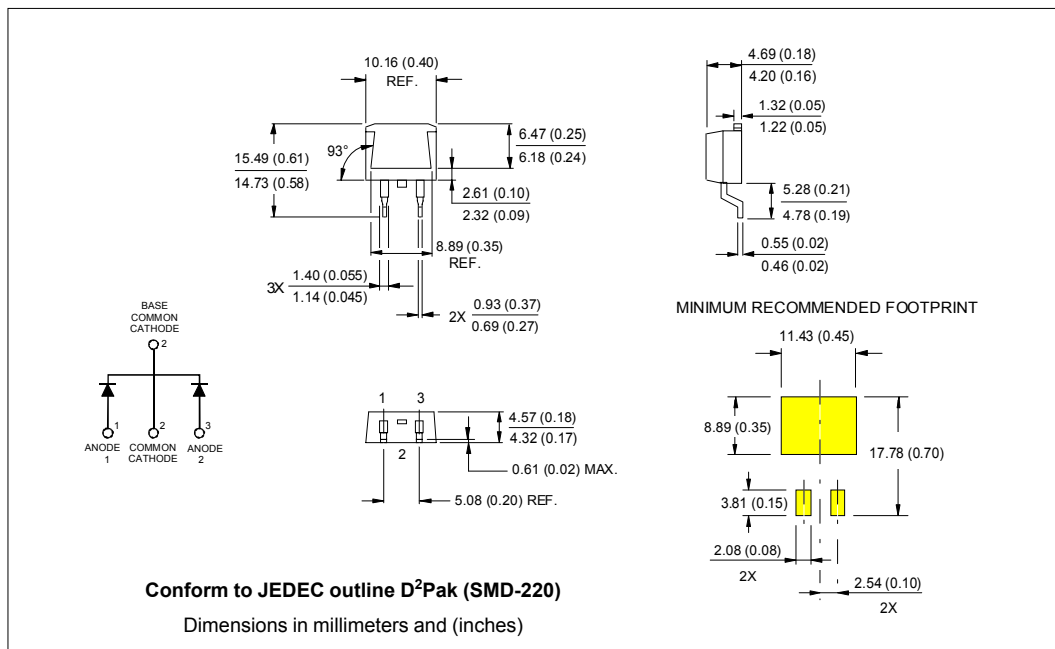 10.16 (0.40)
REF.
4.69 (0.18)
4.20 (0.16)
1.32 (0.05)
1.22 (0.05)
6.47 (0.25)
6.18 (0.24)
93°
15.49 (0.61)
14.73 (0.58)
2.61 (0.10)
2.32 (0.09)
5.28 (0.21)
4.78 (0.19)
8.89 (0.35)
REF.
0.55 (0.02)
0.46 (0.02)
3X
1.40 (0.055)
1.14 (0.045)
2X
0.93 (0.37)
0.69 (0.27)
MINIMUM RECOMMENDED FOOTPRINT
11.43 (0.45)
BASE
COMMON
CATHODE
2
1
2
3
ANODE
1
COMMON
CATHODE
ANODE
2
1
3
2
4.57 (0.18)
4.32 (0.17)
0.61 (0.02) MAX.
5.08 (0.20) REF.
8.89 (0.35)
17.78 (0.70)
3.81 (0.15)
2.08 (0.08)
2X
2.54 (0.10)
2X
Conform to JEDEC outline D²Pak (SMD-220)
Dimensions in millimeters and (inches)